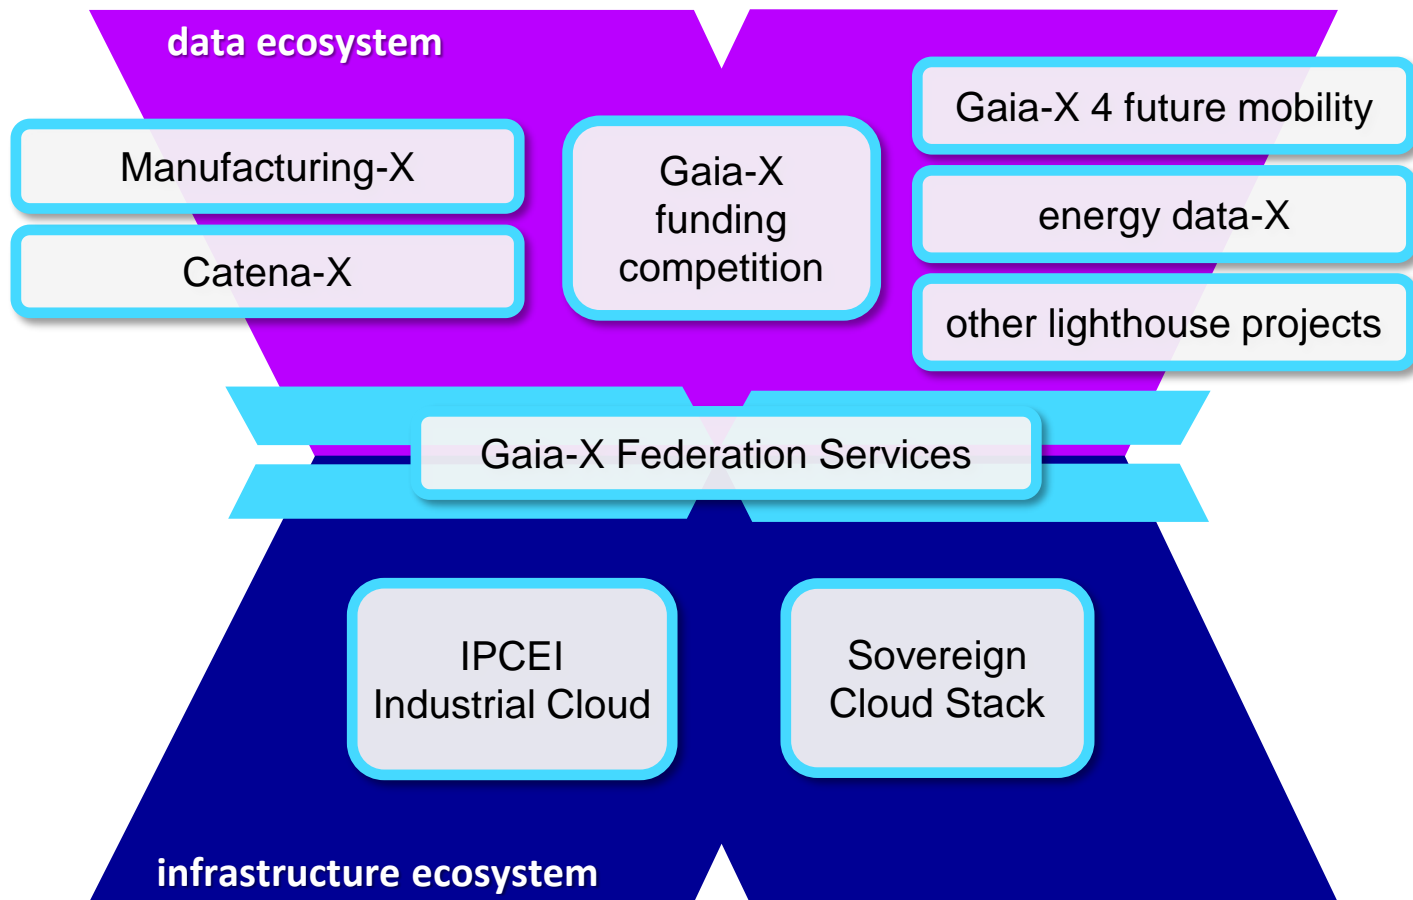 data ecosystem
Manufacturing-X
Catena-X
Gaia-X
funding
competition
Gaia-X 4 future mobility
energy data-X
other lighthouse projects
Gaia-X Federation Services
IPCEI
Industrial Cloud
Sovereign
Cloud Stack
infrastructure ecosystem